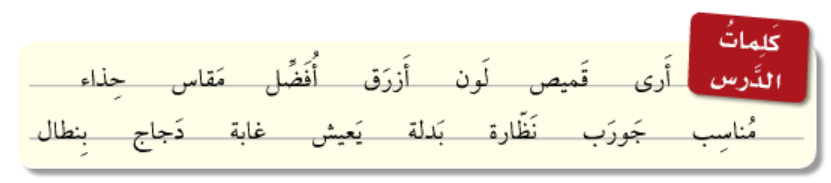 كَلِماتُ
الدَّرس
أَرى قَميص لَون أَزرَق أُفَضِّل مَقاس حِذاء
مُناسِب جَورَب نَظّارة بَدلة يَعيش غابة دَجاج بِنطال